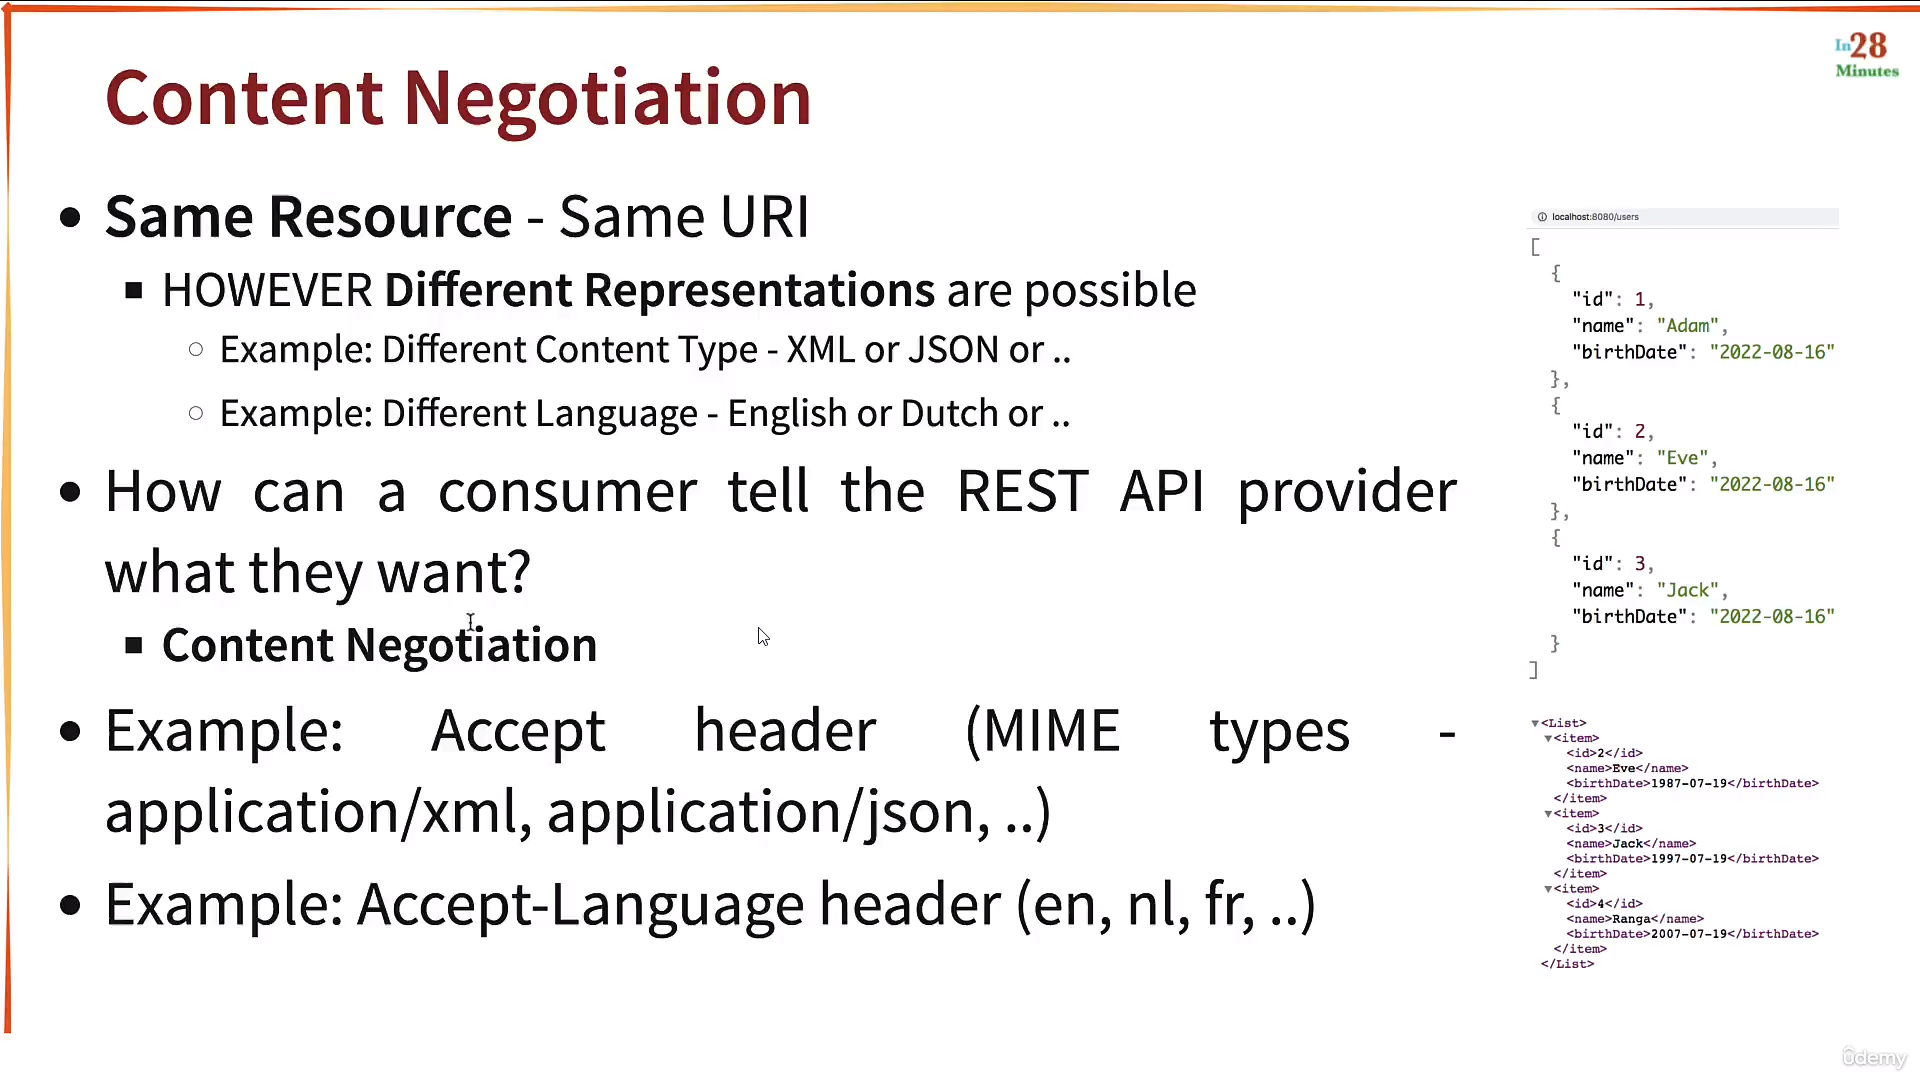 In28
Minutes
Content Negotiation
• Same Resource - Same URI
▪ HOWEVER Different Representations are possible
○ Example: Different Content Type - XML or JSON or ..
○ Example: Different Language - English or Dutch or ..
• How can a consumer tell the REST API provider
what they want?
▪ Content Negotiation
• Example: Accept header (MIME types -
application/xml, application/json, ..)
• Example: Accept-Language header (en, nl, fr, ..)
localhost:8080/users
[
{
"id": 1,
"name": "Adam",
"birthDate": "2022-08-16"
},
{
"id": 2,
"name": "Eve",
"birthDate": "2022-08-16"
},
{
"id": 3,
"name": "Jack",
"birthDate": "2022-08-16"
}
]
▼<List>
▼<item>
<id>2</id>
<name>Eve</name>
<birthDate>1987-07-19</birthDate>
</item>
▼<item>
<id>3</id>
<name>Jack</name>
<birthDate>1997-07-19</birthDate>
</item>
▼<item>
<id>4</id>
<name>Ranga</name>
<birthDate>2007-07-19</birthDate>
</item>
</List>
ûdemy